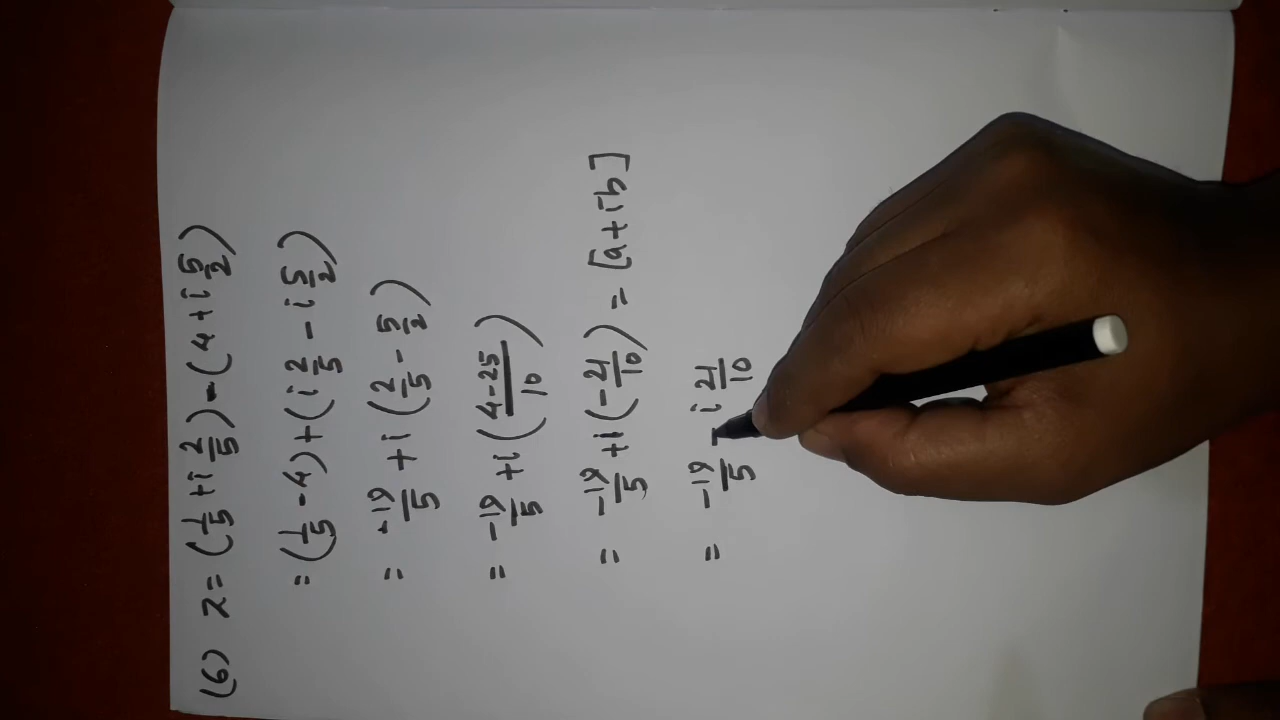 (6) z = (1/5 + i 2/5) - (4 + i 5/2)
= (1/5 - 4) + (i 2/5 - i 5/2)
= -19/5 + i (2/5 - 5/2)
= -19/5 + i (4-25/10)
= -19/5 + i (-21/10) = [a + ib]
= -19/5 - i 21/10